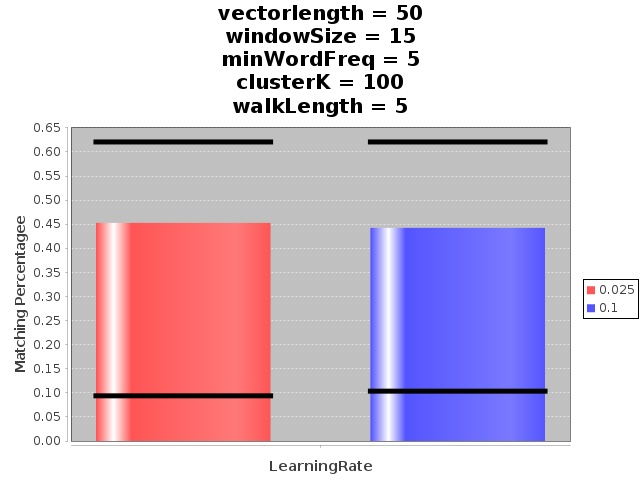 vectorlength = 50
windowSize = 15
minWordFreq = 5
clusterK = 100
walkLength = 5
0.65
0.60
0.55
0.50
0.45
0.40
0.35
0.30
0.25
0.20
0.15
0.10
0.05
0.00
Matching Percentagee
LearningRate
0.025
0.1